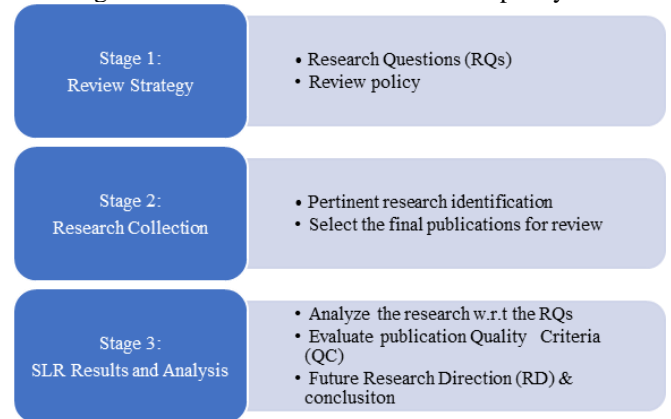 Stage 1:
Review Strategy
• Research Questions (RQs)
• Review policy
Stage 2:
Research Collection
• Pertinent research identification
• Select the final publications for review
Stage 3:
SLR Results and Analysis
• Analyze the research w.r.t the RQs
• Evaluate publication Quality Criteria
(QC)
• Future Research Direction (RD) &
conclusiton